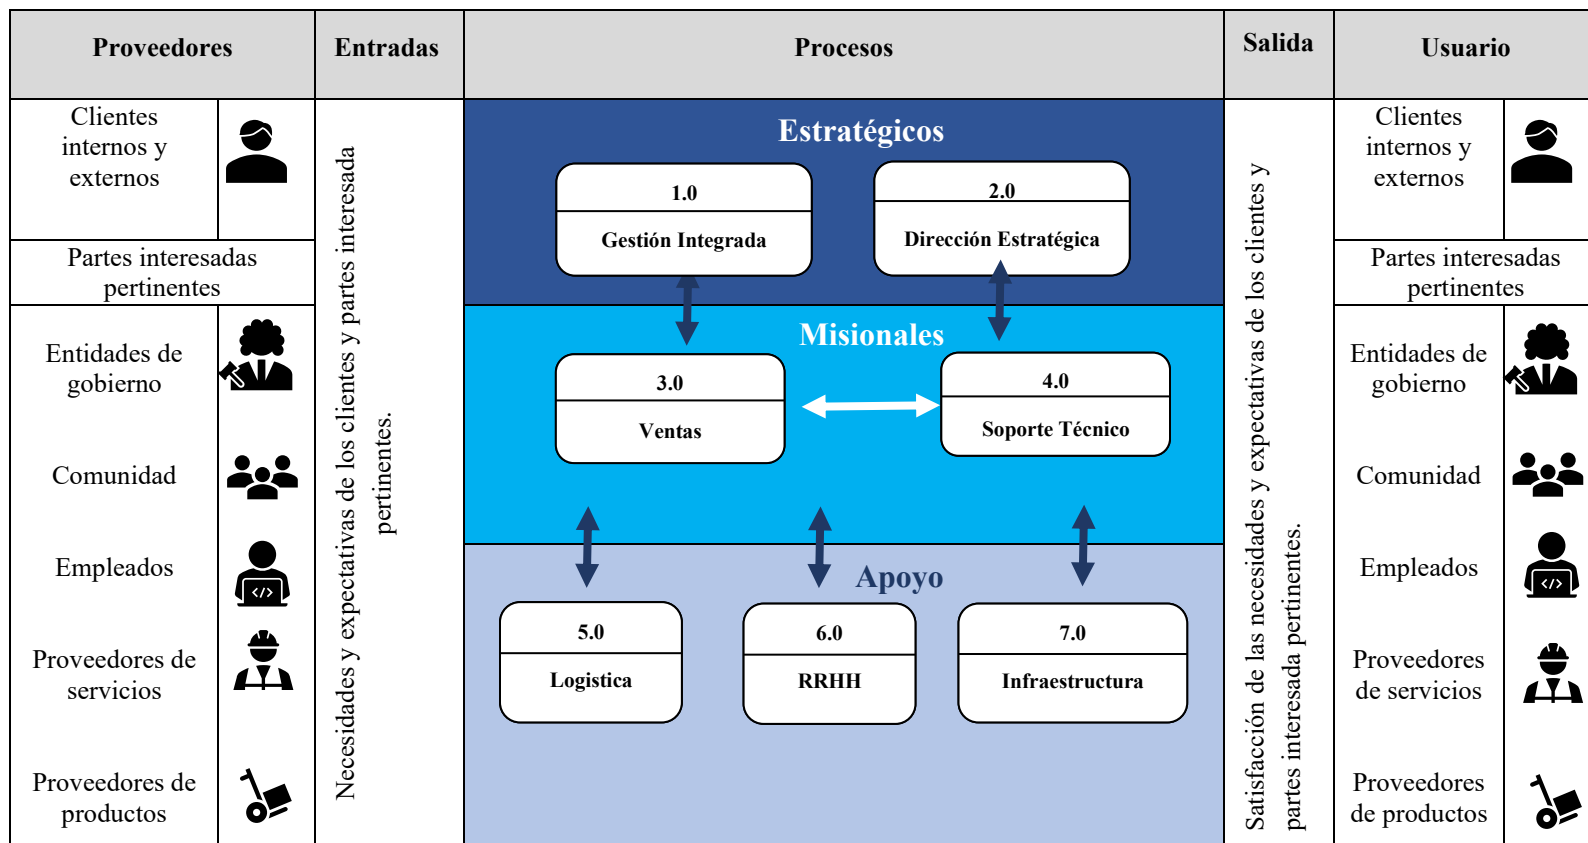 Proveedores
Entradas
Procesos
Salida
Usuario
Clientes
internos y
externos
Partes interesadas
pertinentes
Entidades de
gobierno
Comunidad
Empleados
Proveedores de
servicios
Proveedores de
productos
Necesidades y expectativas de los clientes y partes interesada
pertinentes.
Estratégicos
1.0
Gestión Integrada
2.0
Dirección Estratégica
Misionales
3.0
Ventas
4.0
Soporte Técnico
Apoyo
5.0
Logistica
6.0
RRHH
7.0
Infraestructura
Satisfacción de las necesidades y expectativas de los clientes y
partes interesada pertinentes.
Clientes
internos y
externos
Partes interesadas
pertinentes
Entidades de
gobierno
Comunidad
Empleados
Proveedores
de servicios
Proveedores
de productos